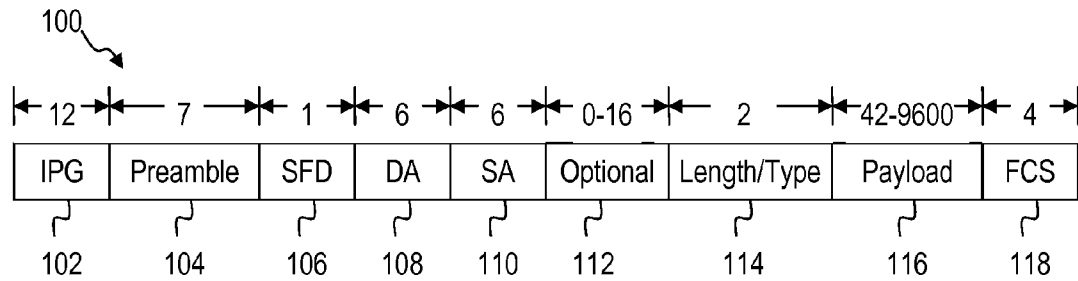 100
12 7 1 6 6 0-16 2 42-9600 4
IPG Preamble SFD DA SA Optional Length/Type Payload FCS
102 104 106 108 110 112 114 116 118